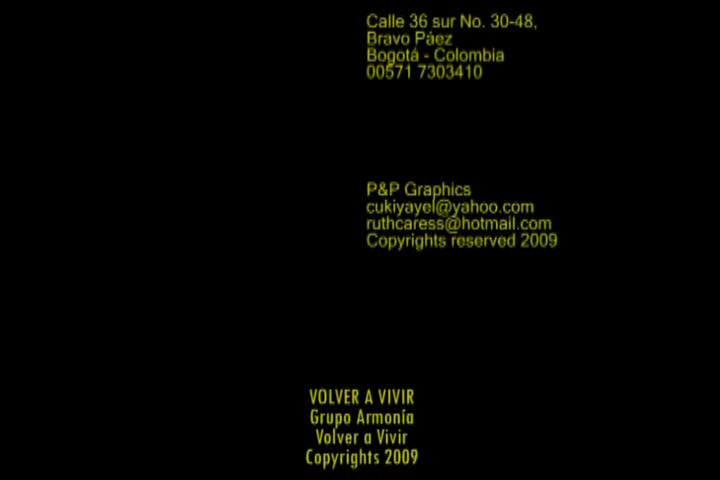 Calle 36 sur No. 30-48,
Bravo Páez
Bogotá - Colombia
00571 7303410
P&P Graphics
cukiyayel@yahoo.com
ruthcaress@hotmail.com
Copyrights reserved 2009
VOLVER A VIVIR
Grupo Armonía
Volver a Vivir
Copyrights 2009